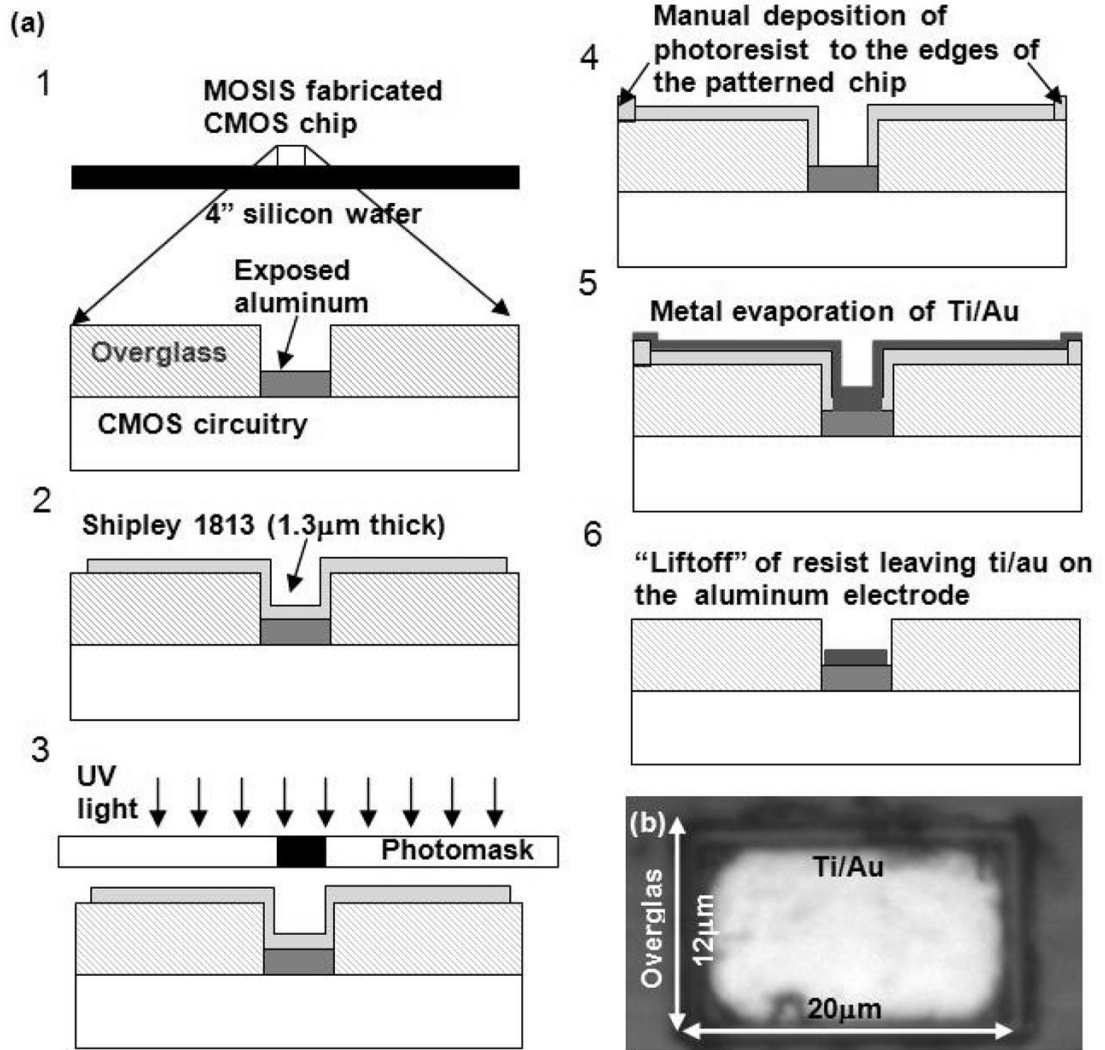 (a)
1
MOSIS fabricated
CMOS chip
4” silicon wafer
Exposed
aluminum
Overglass
CMOS circuitry
2
Shipley 1813 (1.3μm thick)
3
UV
light
Photomask
4
Manual deposition of
photoresist to the edges of
the patterned chip
5
Metal evaporation of Ti/Au
6
“Liftoff” of resist leaving ti/au on
the aluminum electrode
(b)
Ti/Au
Overglas
12μm
20μm